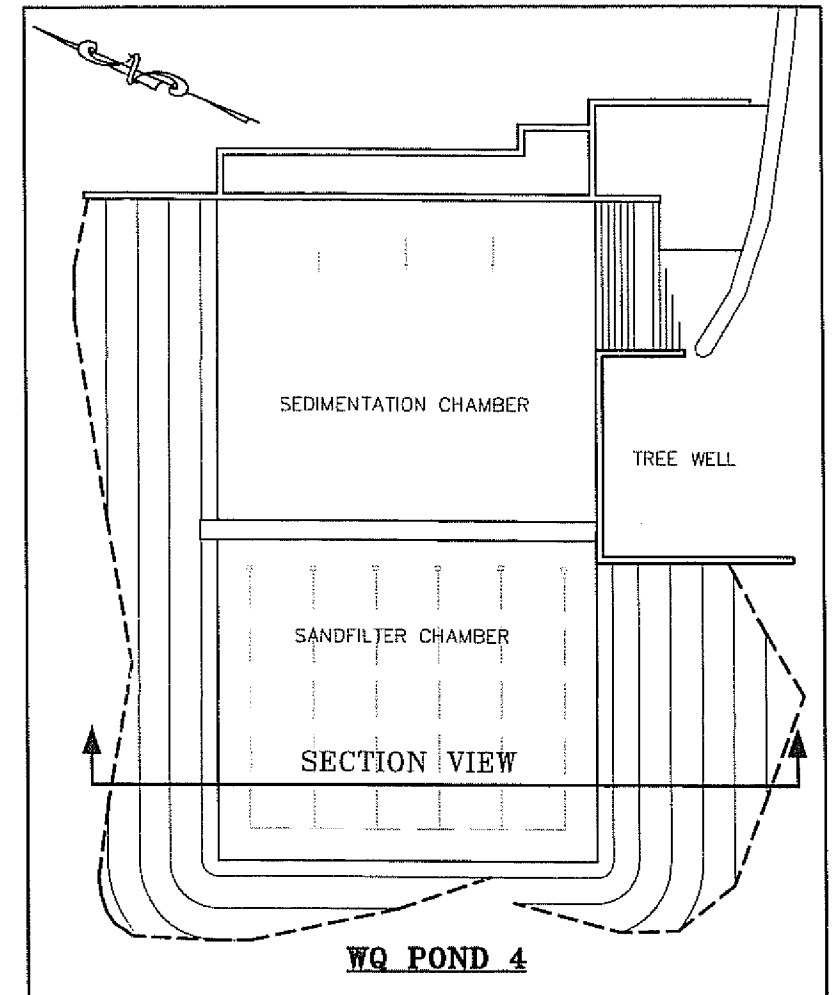 SEDIMENTATION CHAMBER
TREE WELL
SANDFILTER CHAMBER
SECTION VIEW
WQ POND 4